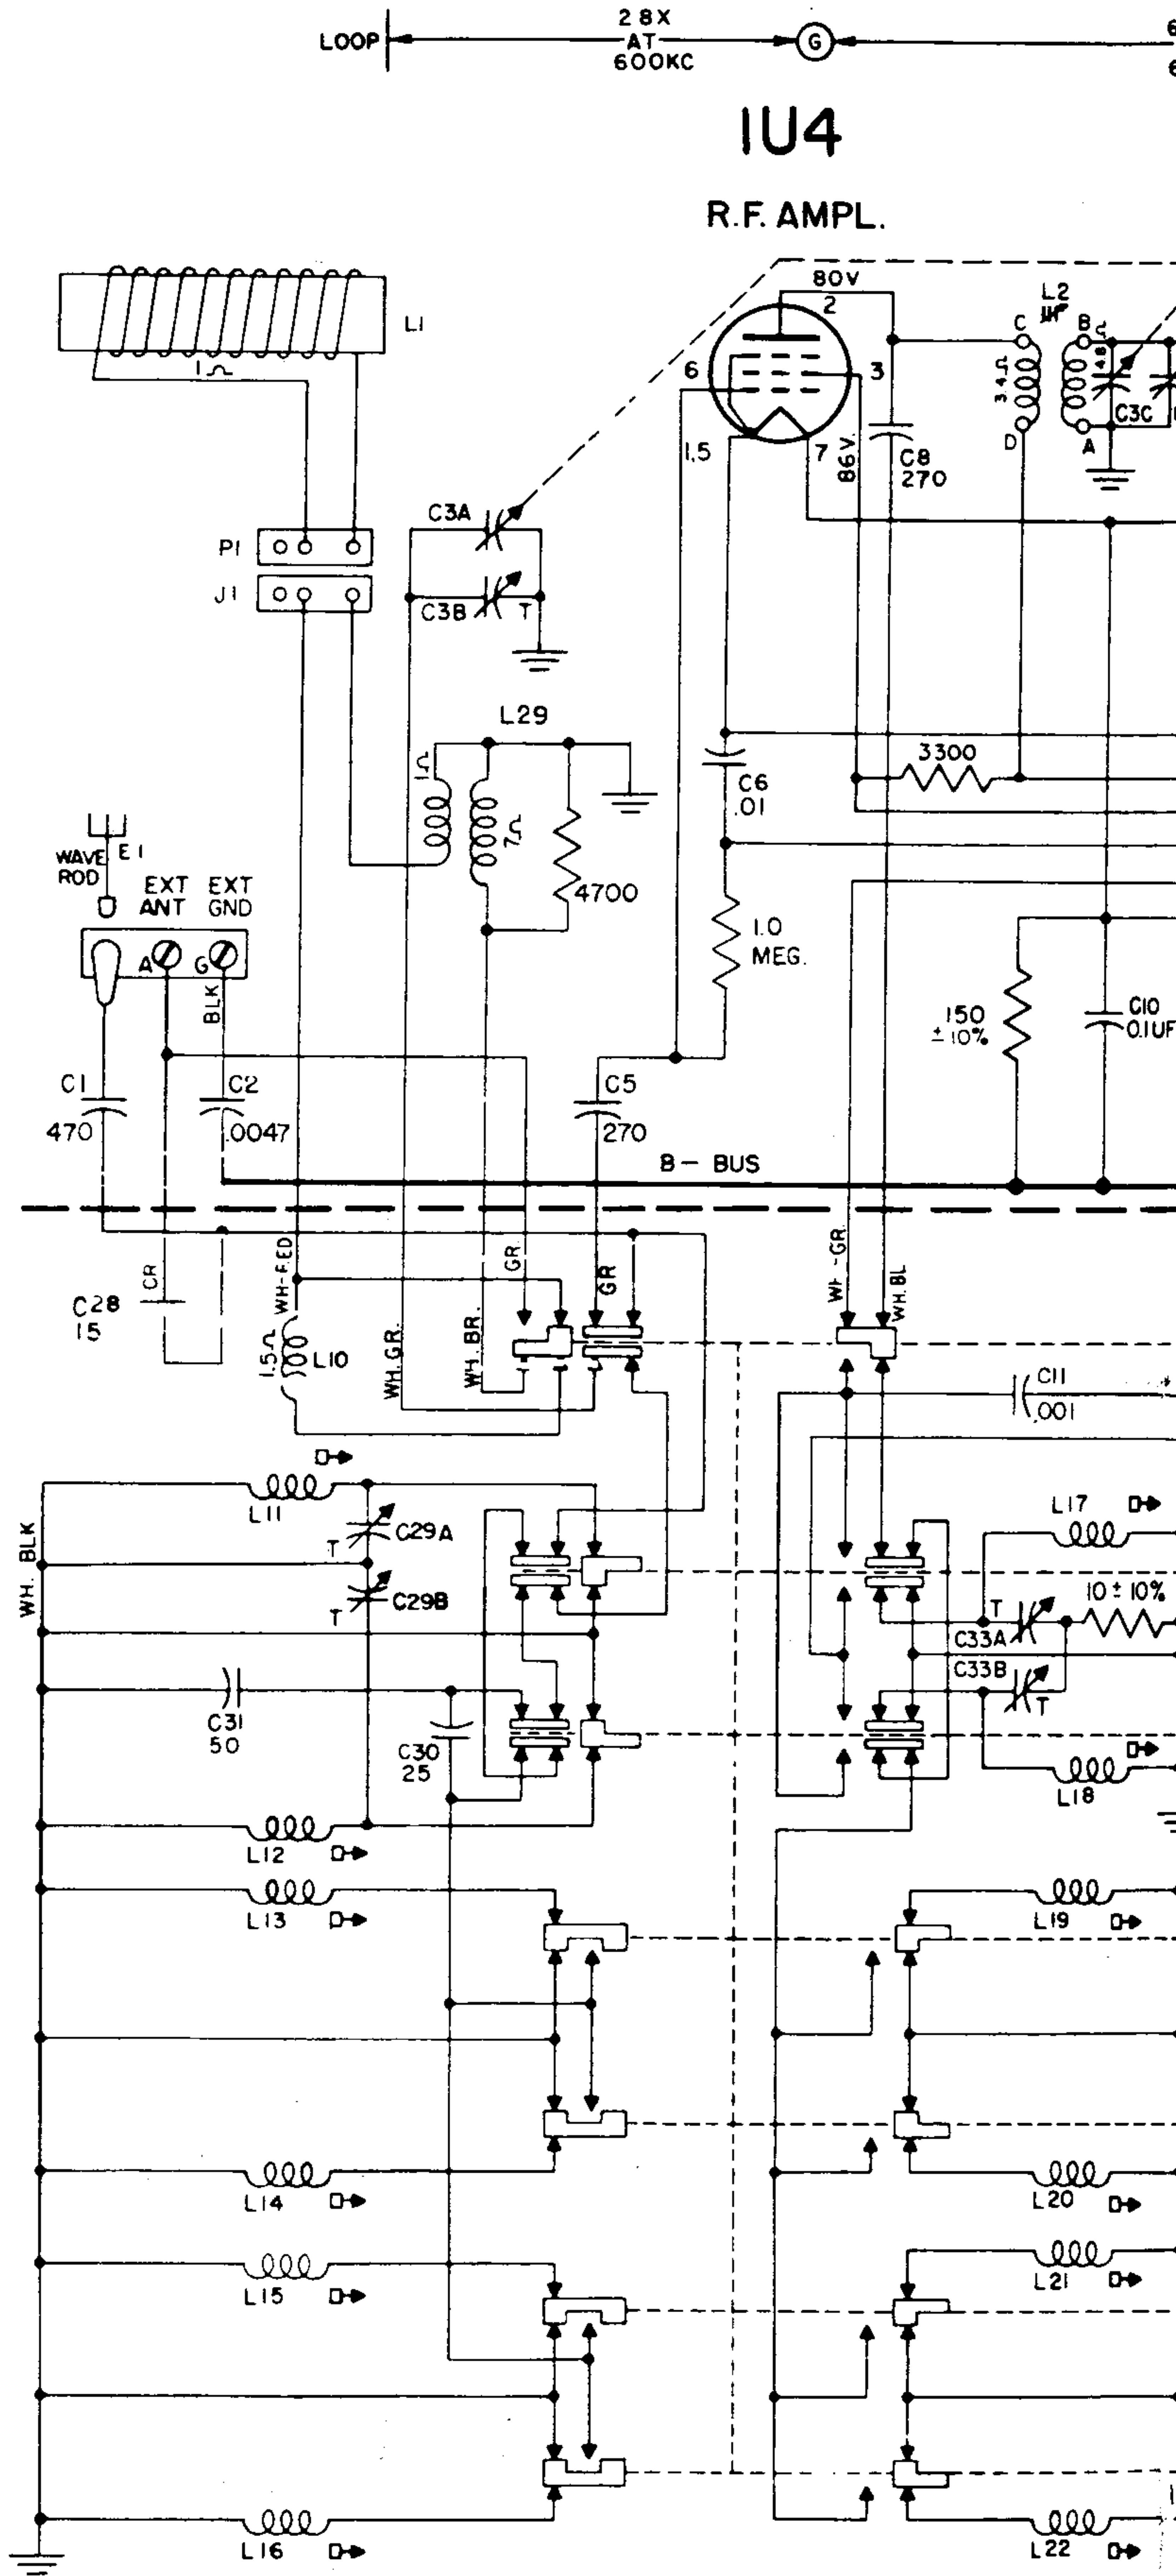 LOOP
28X
AT
600KC
G
6
6
1U4
R.F. AMPL.
80V
2
L2
C
B
L1
1Ω
6
3
3.4Ω
4.8Ω
C3C
1,5
7
86V.
C8
270
D
A
C3A
P1
J1
C3B
T
L29
1Ω
7Ω
3300
C6
.01
4700
E1
WAVE
ROD
EXT
ANT
EXT
GND
A
G
BLK
1.0
MEG.
150
±10%
C10
0.1UF
C1
470
C2
.0047
C5
270
B- BUS
WH-RED
GR
GR
WH-GR.
WH.BL
C28
15
1.5Ω
L10
WH.GR.
WH.BR.
C11
.001
*
L11
C29A
T
L17
WH. BLK
C29B
T
T
10±10%
C33A
C33B
T
C31
50
C30
25
L18
L12
L13
L19
L14
L20
L15
L21
L16
L22